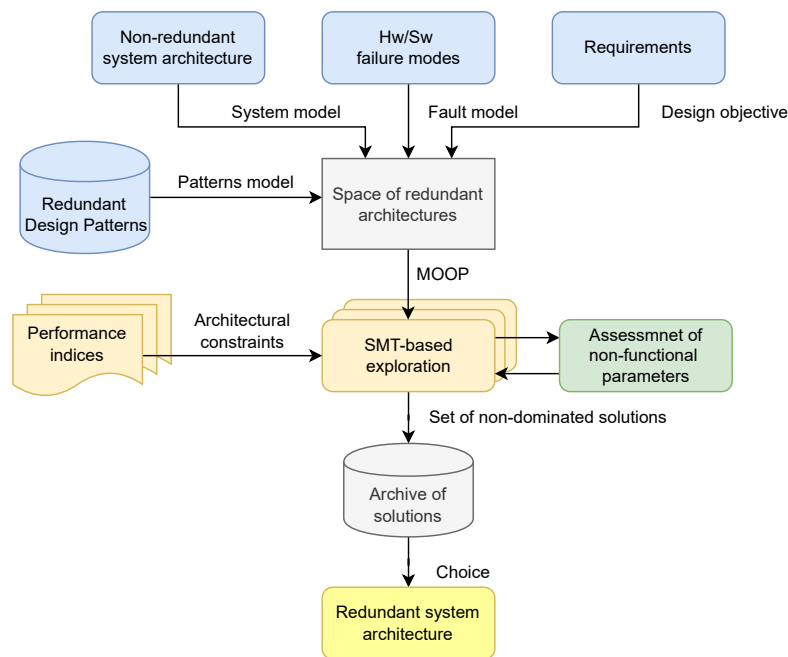 Non-redundant
system architecture
Hw/Sw
failure modes
Requirements
System model
Fault model
Design objective
Redundant
Design Patterns
Patterns model
Space of redundant
architectures
MOOP
Performance
indices
Architectural
constraints
SMT-based
exploration
Assessmnet of
non-functional
parameters
Set of non-dominated solutions
Archive of
solutions
Choice
Redundant system
architecture